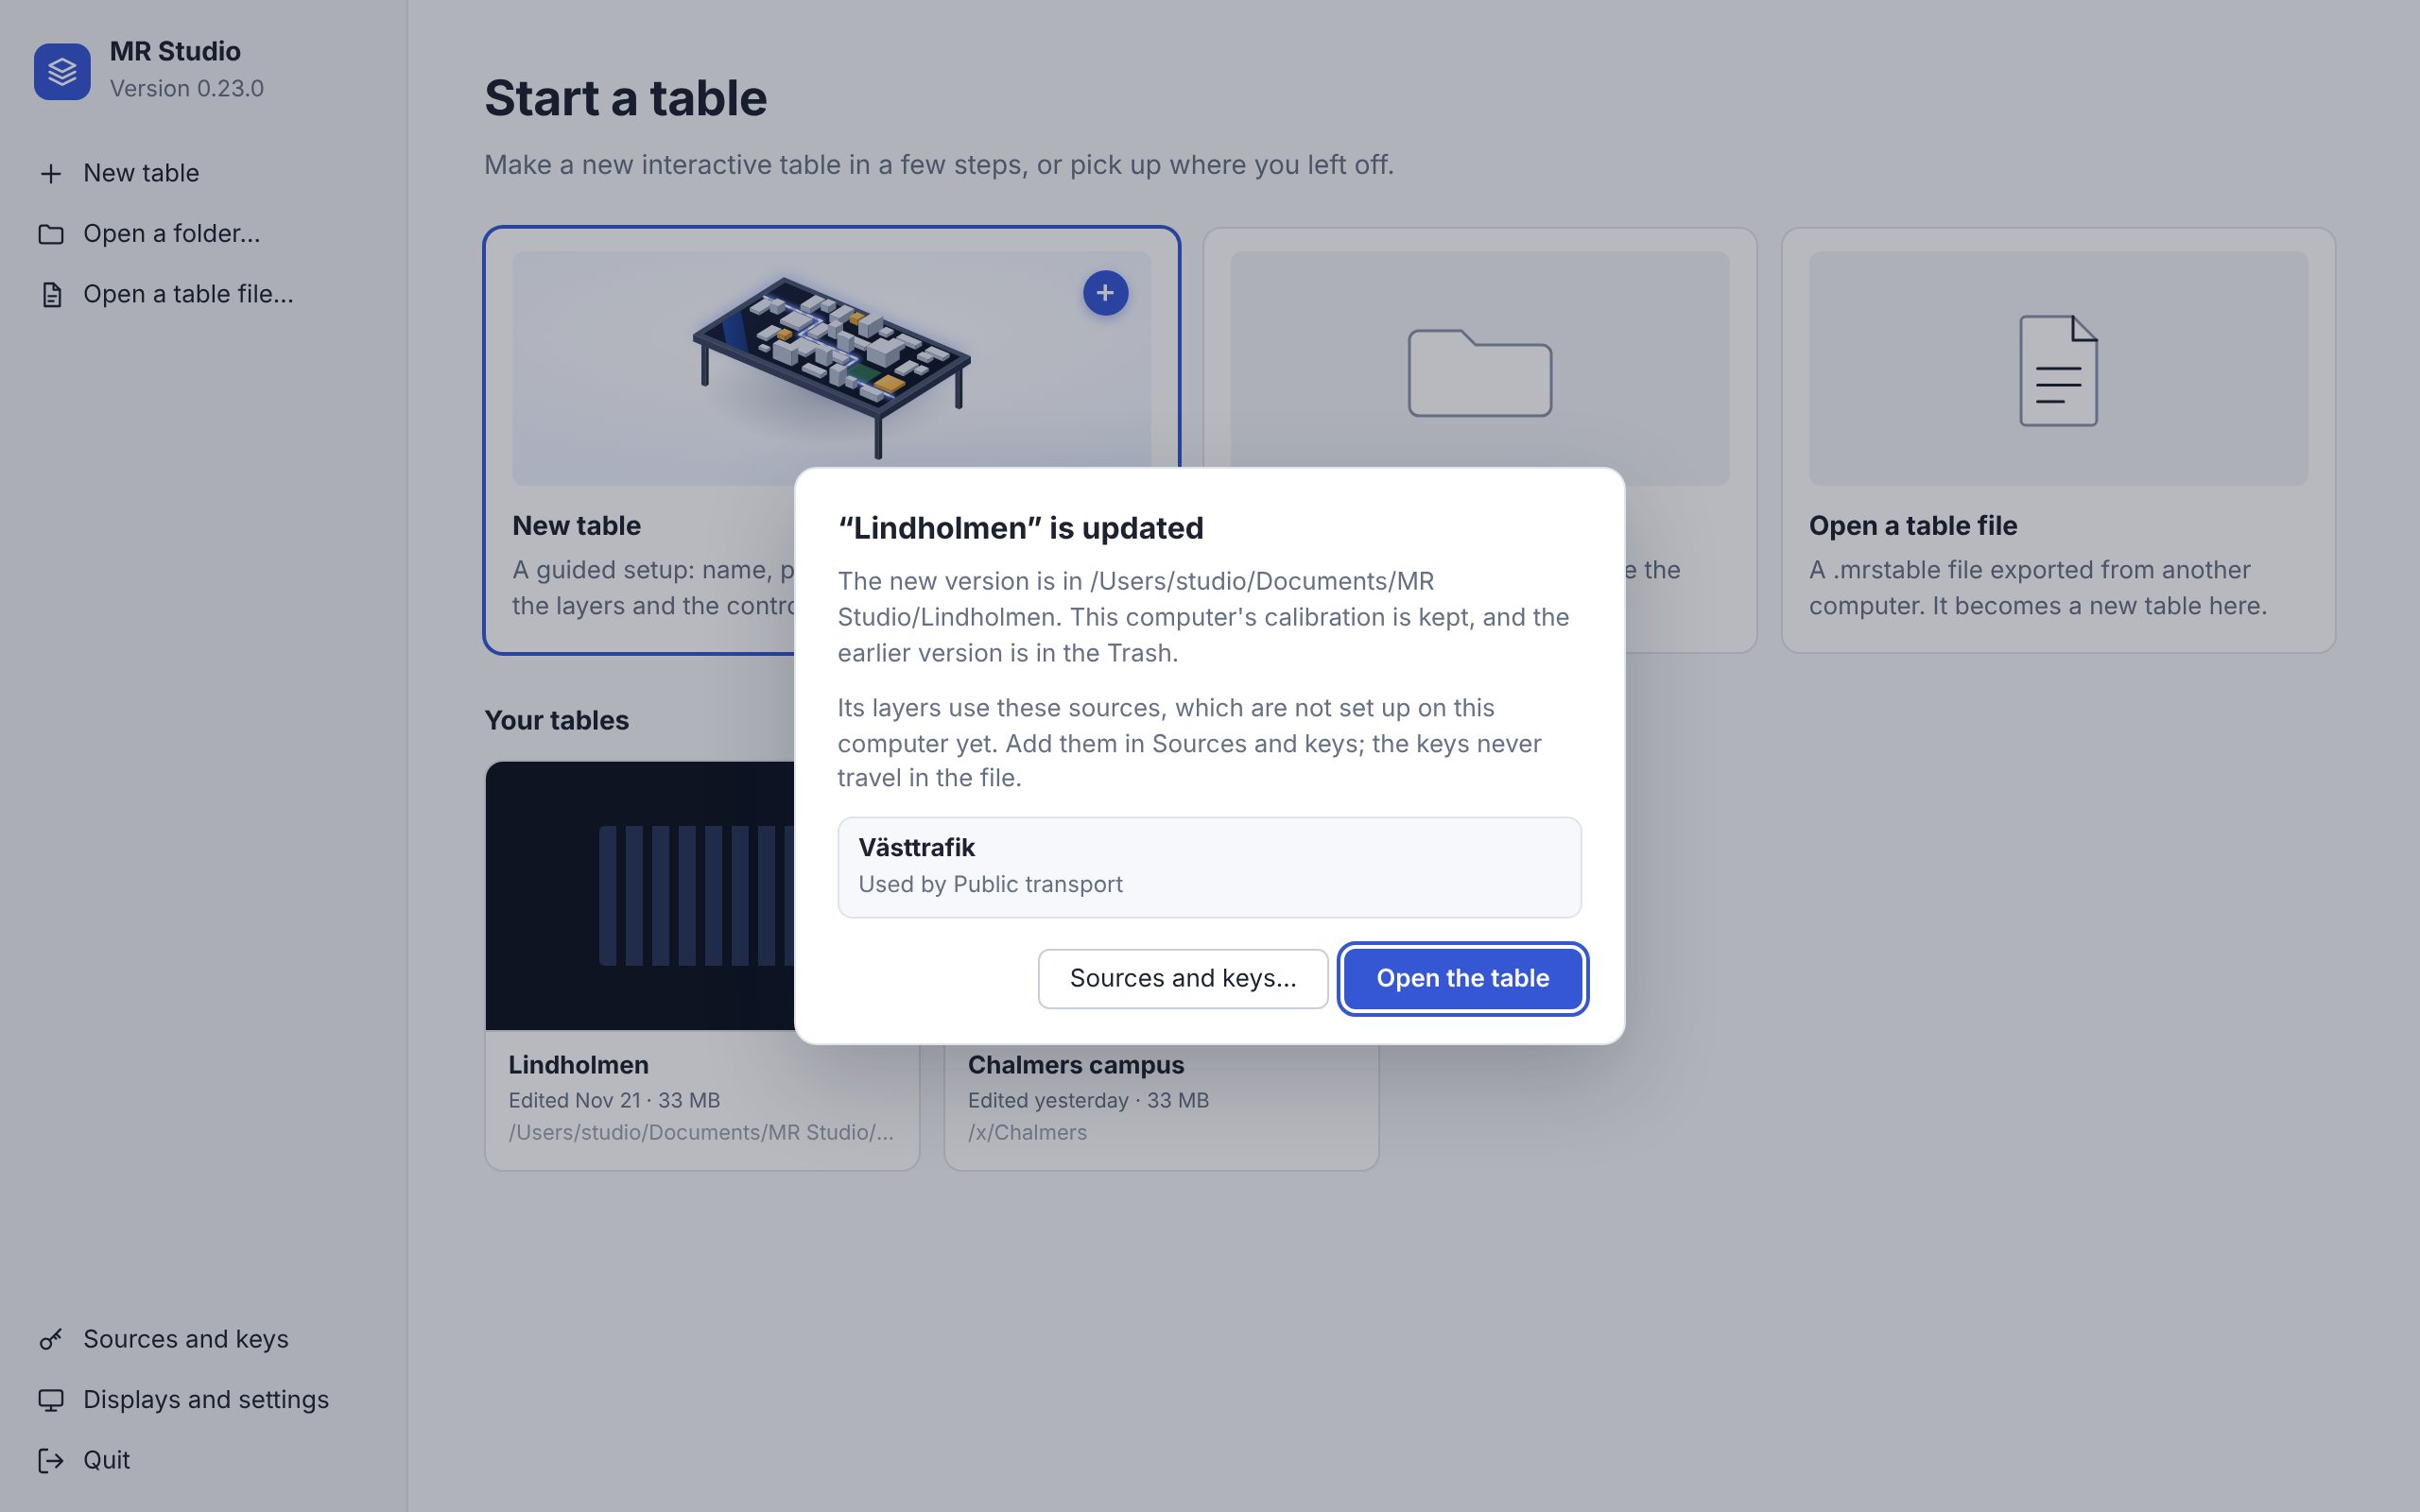 MR Studio
Version 0.23.0
New table
Open a folder...
Open a table file...
Sources and keys
Displays and settings
Quit
Start a table
Make a new interactive table in a few steps, or pick up where you left off.
New table
A guided setup: name, p
the layers and the contro
e the
Open a table file
A .mrstable file exported from another
computer. It becomes a new table here.
“Lindholmen” is updated
The new version is in /Users/studio/Documents/MR
Studio/Lindholmen. This computer's calibration is kept, and the
earlier version is in the Trash.
Its layers use these sources, which are not set up on this
computer yet. Add them in Sources and keys; the keys never
travel in the file.
Västtrafik
Used by Public transport
Sources and keys...
Open the table
Your tables
Lindholmen
Edited Nov 21 · 33 MB
/Users/studio/Documents/MR Studio/...
Chalmers campus
Edited yesterday · 33 MB
/x/Chalmers